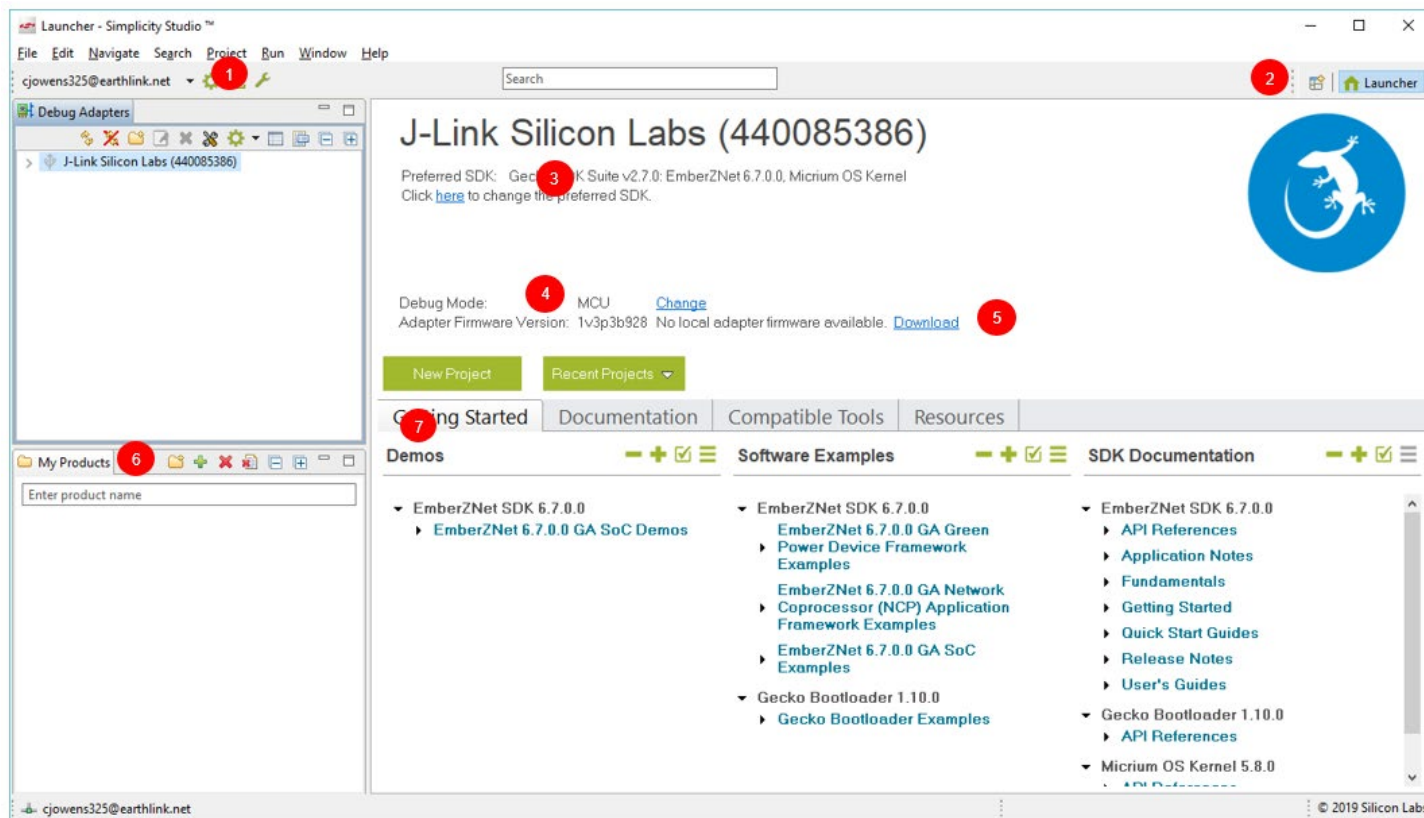 Launcher - Simplicity Studio ™
File Edit Navigate Search Project Run Window Help
cjowens325@earthlink.net 1 Search 2 Launcher
Debug Adapters
J-Link Silicon Labs (440085386)
J-Link Silicon Labs (440085386)
Preferred SDK: Geck 3 K Suite v2.7.0: EmberZNet 6.7.0.0, Micrium OS Kernel
Click here to change the preferred SDK.
4
Debug Mode: MCU Change
Adapter Firmware Version: 1v3p3b928 No local adapter firmware available. Download 5
New Project Recent Projects
Getting Started Documentation Compatible Tools Resources
7
My Products 6
Enter product name
Demos
EmberZNet SDK 6.7.0.0
EmberZNet 6.7.0.0 GA SoC Demos
Software Examples
EmberZNet SDK 6.7.0.0
EmberZNet 6.7.0.0 GA Green
Power Device Framework
Examples
EmberZNet 6.7.0.0 GA Network
Coprocessor (NCP) Application
Framework Examples
EmberZNet 6.7.0.0 GA SoC
Examples
Gecko Bootloader 1.10.0
Gecko Bootloader Examples
SDK Documentation
EmberZNet SDK 6.7.0.0
API References
Application Notes
Fundamentals
Getting Started
Quick Start Guides
Release Notes
User's Guides
Gecko Bootloader 1.10.0
API References
Micrium OS Kernel 5.8.0
API References
cjowens325@earthlink.net
© 2019 Silicon Labs